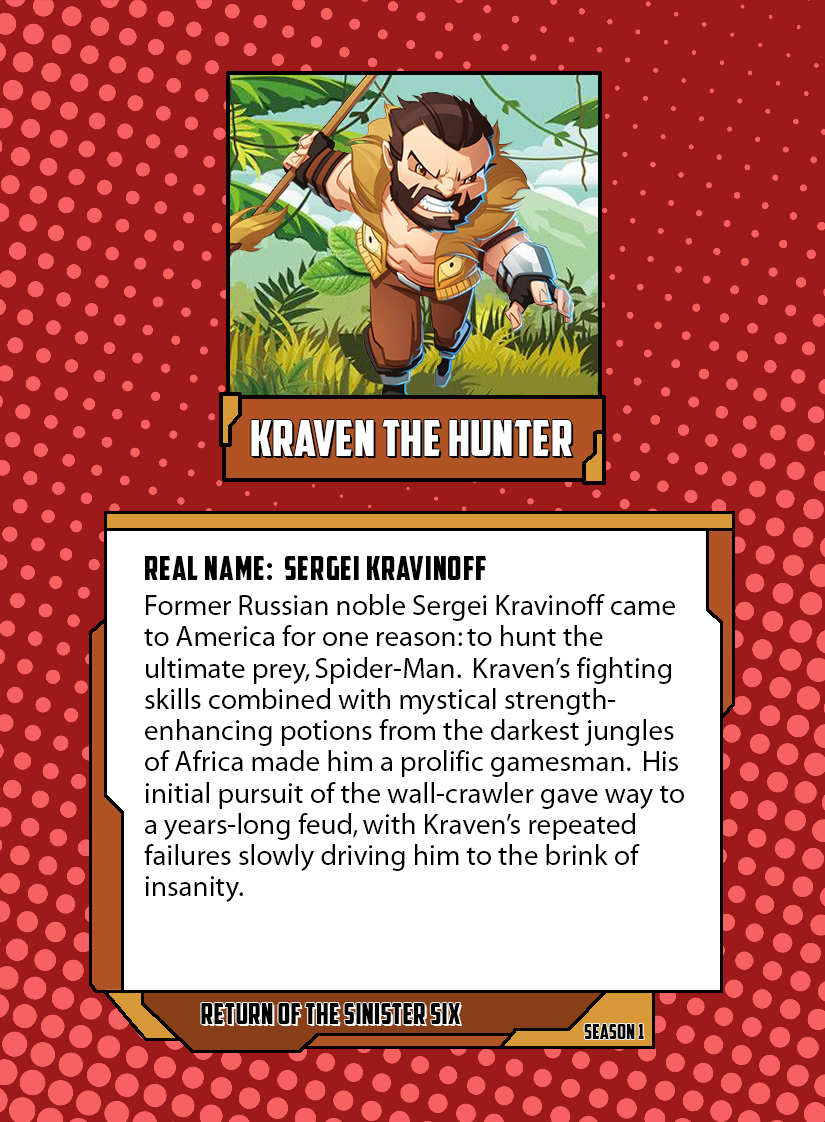 KRAVEN THE HUNTER
REAL NAME:  SERGEI KRAVINOFF
Former Russian noble Sergei Kravinoff came
to America for one reason: to hunt the
ultimate prey, Spider-Man.  Kraven's fighting
skills combined with mystical strength-
enhancing potions from the darkest jungles
of Africa made him a prolific gamesman.  His
initial pursuit of the wall-crawler gave way to
a years-long feud, with Kraven's repeated
failures slowly driving him to the brink of
insanity.
RETURN OF THE SINISTER SIX
SEASON 1